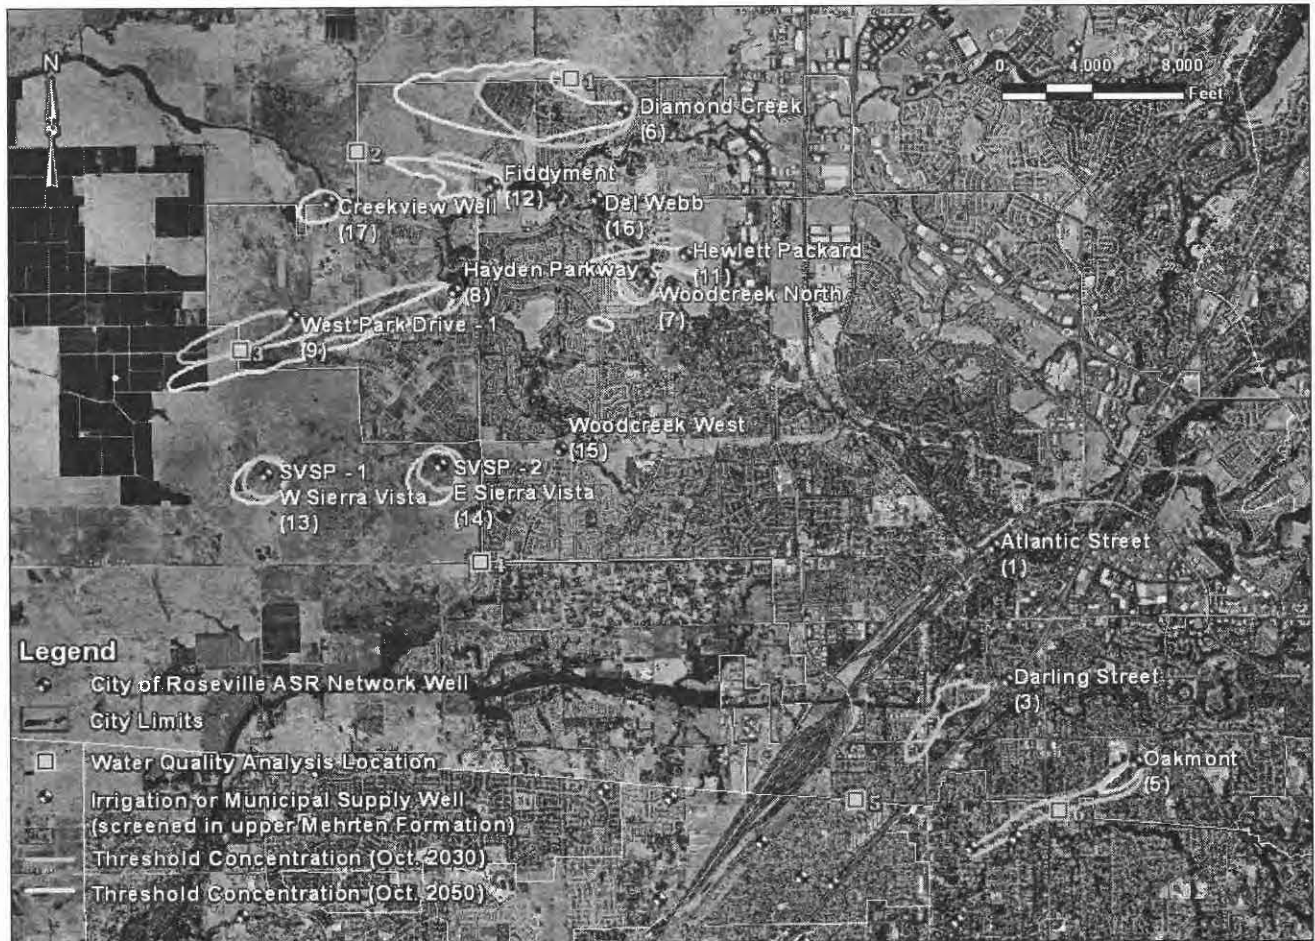 N
0
4,000
8,000
Feet
1
Diamond Creek
(6)
2
Fiddyment
(12)
Creekview Well
(17)
Del Webb
(16)
Hewlett Packard
(11)
Hayden Parkway
(8)
Woodcreek North
(7)
West Park Drive - 1
(9)
3
Woodcreek West
(15)
SVSP - 1
W Sierra Vista
(13)
SVSP - 2
E Sierra Vista
(14)
4
Atlantic Street
(1)
Darling Street
(3)
Oakmont
(5)
5
6
Legend
City of Roseville ASR Network Well
City Limits
Water Quality Analysis Location
Irrigation or Municipal Supply Well
(screened in upper Mehrten Formation)
Threshold Concentration (Oct. 2030)
Threshold Concentration (Oct. 2050)